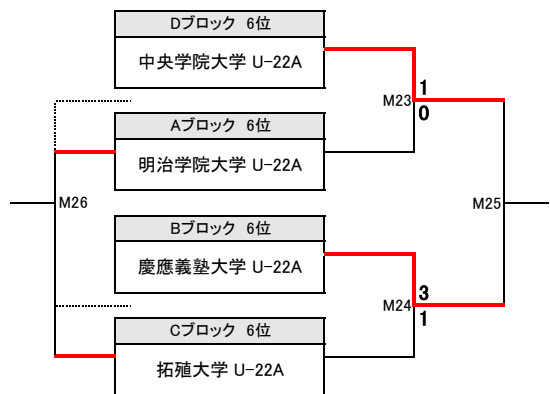 Dブロック 6位
中央学院大学 U-22A
M23
1
0
Aブロック 6位
明治学院大学 U-22A
M26
M25
Bブロック 6位
慶應義塾大学 U-22A
M24
3
1
Cブロック 6位
拓殖大学 U-22A